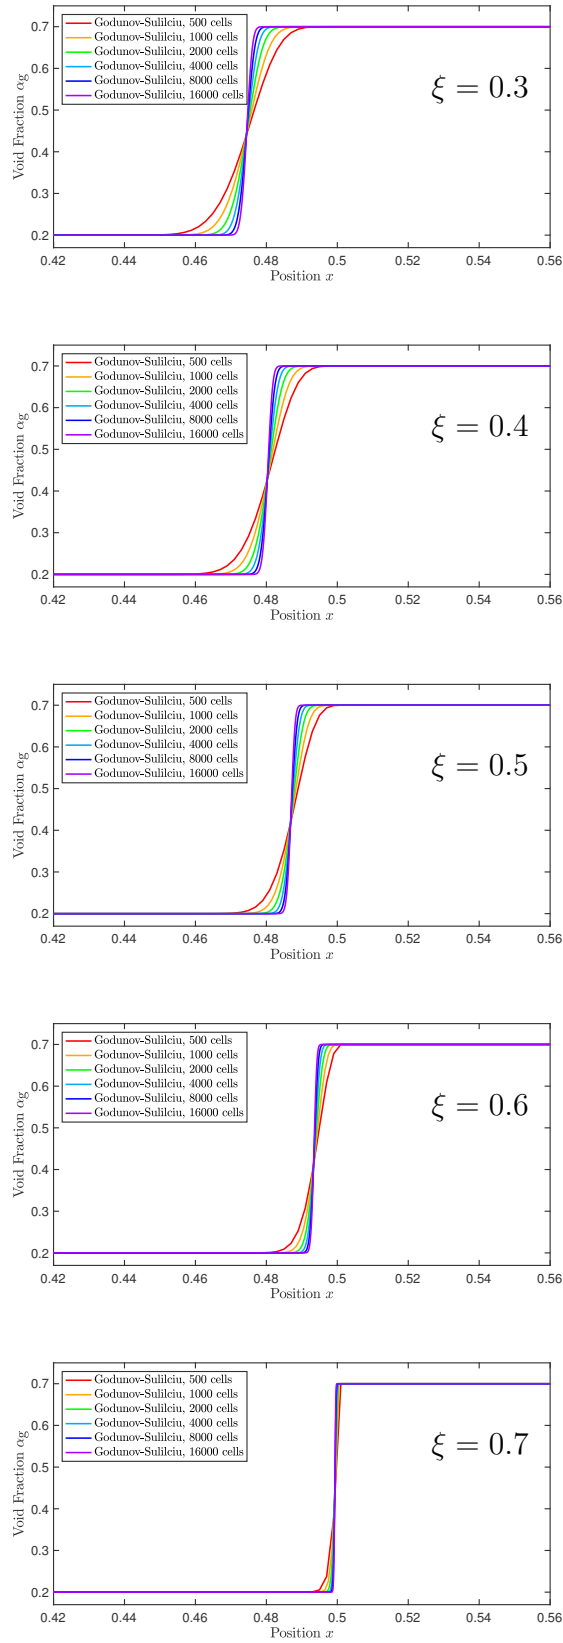 0.7
0.6
0.5
0.4
0.3
0.2
Void Fraction αg
Godunov-Sulilciu, 500 cells
Godunov-Sulilciu, 1000 cells
Godunov-Sulilciu, 2000 cells
Godunov-Sulilciu, 4000 cells
Godunov-Sulilciu, 8000 cells
Godunov-Sulilciu, 16000 cells
ξ = 0.3
0.42 0.44 0.46 0.48 0.5 0.52 0.54 0.56
Position x
0.7
0.6
0.5
0.4
0.3
0.2
Void Fraction αg
Godunov-Sulilciu, 500 cells
Godunov-Sulilciu, 1000 cells
Godunov-Sulilciu, 2000 cells
Godunov-Sulilciu, 4000 cells
Godunov-Sulilciu, 8000 cells
Godunov-Sulilciu, 16000 cells
ξ = 0.4
0.42 0.44 0.46 0.48 0.5 0.52 0.54 0.56
Position x
0.7
0.6
0.5
0.4
0.3
0.2
Void Fraction αg
Godunov-Sulilciu, 500 cells
Godunov-Sulilciu, 1000 cells
Godunov-Sulilciu, 2000 cells
Godunov-Sulilciu, 4000 cells
Godunov-Sulilciu, 8000 cells
Godunov-Sulilciu, 16000 cells
ξ = 0.5
0.42 0.44 0.46 0.48 0.5 0.52 0.54 0.56
Position x
0.7
0.6
0.5
0.4
0.3
0.2
Void Fraction αg
Godunov-Sulilciu, 500 cells
Godunov-Sulilciu, 1000 cells
Godunov-Sulilciu, 2000 cells
Godunov-Sulilciu, 4000 cells
Godunov-Sulilciu, 8000 cells
Godunov-Sulilciu, 16000 cells
ξ = 0.6
0.42 0.44 0.46 0.48 0.5 0.52 0.54 0.56
Position x
0.7
0.6
0.5
0.4
0.3
0.2
Void Fraction αg
Godunov-Sulilciu, 500 cells
Godunov-Sulilciu, 1000 cells
Godunov-Sulilciu, 2000 cells
Godunov-Sulilciu, 4000 cells
Godunov-Sulilciu, 8000 cells
Godunov-Sulilciu, 16000 cells
ξ = 0.7
0.42 0.44 0.46 0.48 0.5 0.52 0.54 0.56
Position x